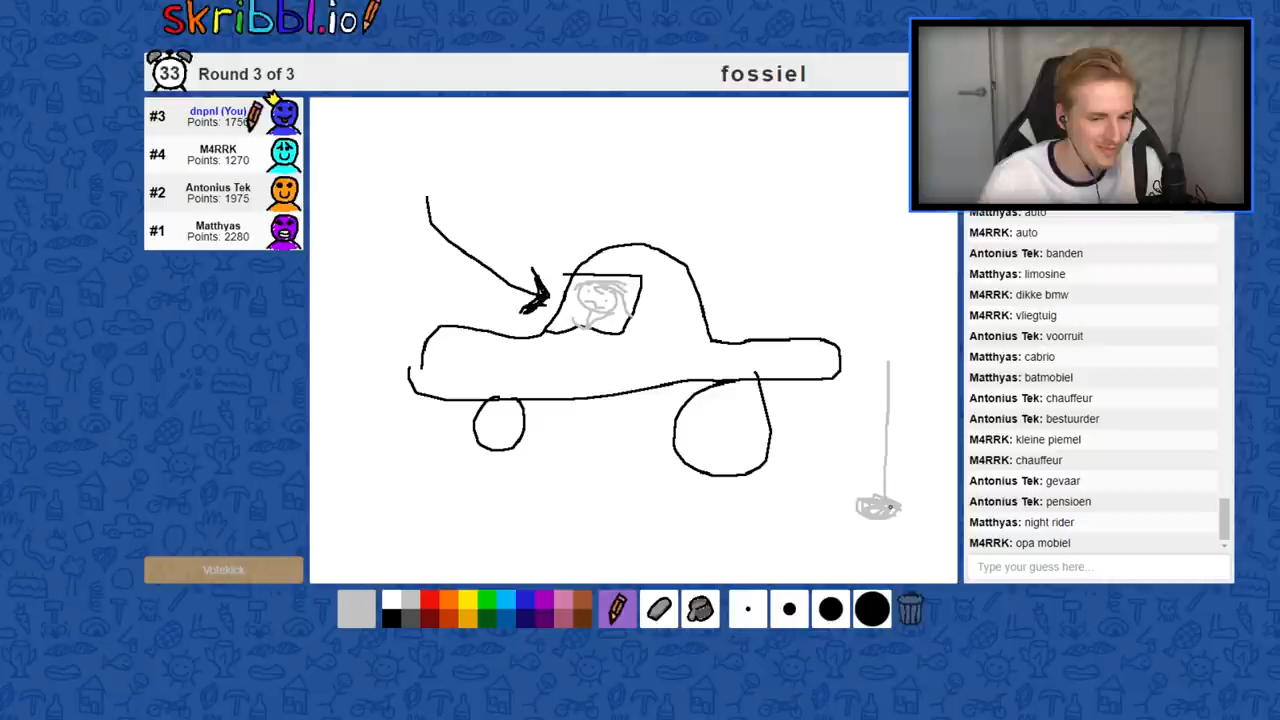 skribbl.io
33
Round 3 of 3
fossiel
#3
dnpnl (You)
Points: 1756
#4
M4RRK
Points: 1270
#2
Antonius Tek
Points: 1975
#1
Matthyas
Points: 2280
Votekick
Matthyas: auto
M4RRK: auto
Antonius Tek: banden
Matthyas: limosine
M4RRK: dikke bmw
M4RRK: vliegtuig
Antonius Tek: voorruit
Matthyas: cabrio
Matthyas: batmobiel
Antonius Tek: chauffeur
Antonius Tek: bestuurder
M4RRK: kleine piemel
M4RRK: chauffeur
Antonius Tek: gevaar
Antonius Tek: pensioen
Matthyas: night rider
M4RRK: opa mobiel
Type your guess here...